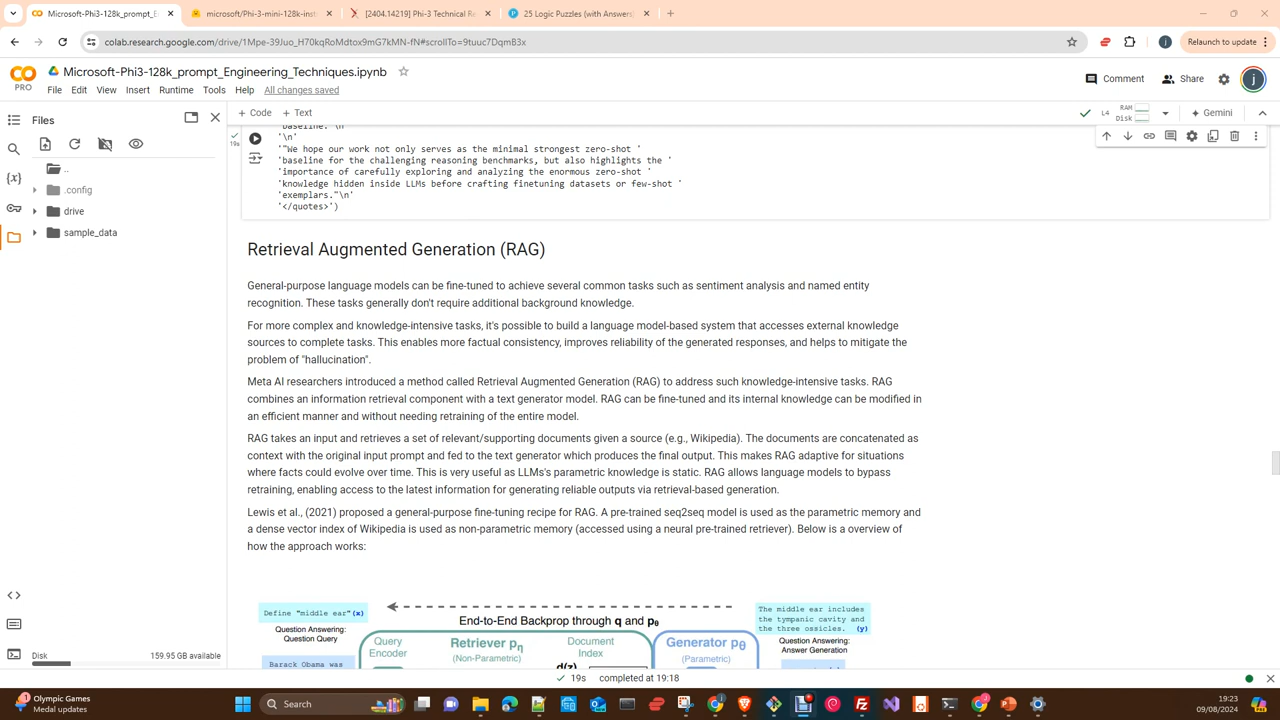 Microsoft-Phi3-128k_prompt_E
microsoft/Phi-3-mini-128k-inst
[2404.14219] Phi-3 Technical Re
25 Logic Puzzles (with Answers)
colab.research.google.com/drive/1Mpe-39Juo_H70kqRoMdtox9mG7kMN-fN#scrollTo=9tuuc7DqmB3x
Relaunch to update
PRO
Microsoft-Phi3-128k_prompt_Engineering_Techniques.ipynb
File Edit View Insert Runtime Tools Help All changes saved
Comment
Share
j
Files
+ Code + Text
L4
RAM
Disk
Gemini
..
.config
drive
sample_data
19s
baseline. \n'
'\n'
'"We hope our work not only serves as the minimal strongest zero-shot '
'baseline for the challenging reasoning benchmarks, but also highlights the '
'importance of carefully exploring and analyzing the enormous zero-shot '
'knowledge hidden inside LLMs before crafting finetuning datasets or few-shot '
'exemplars."\n'
'</quotes>')
Retrieval Augmented Generation (RAG)
General-purpose language models can be fine-tuned to achieve several common tasks such as sentiment analysis and named entity
recognition. These tasks generally don't require additional background knowledge.
For more complex and knowledge-intensive tasks, it's possible to build a language model-based system that accesses external knowledge
sources to complete tasks. This enables more factual consistency, improves reliability of the generated responses, and helps to mitigate the
problem of "hallucination".
Meta AI researchers introduced a method called Retrieval Augmented Generation (RAG) to address such knowledge-intensive tasks. RAG
combines an information retrieval component with a text generator model. RAG can be fine-tuned and its internal knowledge can be modified in
an efficient manner and without needing retraining of the entire model.
RAG takes an input and retrieves a set of relevant/supporting documents given a source (e.g., Wikipedia). The documents are concatenated as
context with the original input prompt and fed to the text generator which produces the final output. This makes RAG adaptive for situations
where facts could evolve over time. This is very useful as LLMs's parametric knowledge is static. RAG allows language models to bypass
retraining, enabling access to the latest information for generating reliable outputs via retrieval-based generation.
Lewis et al., (2021) proposed a general-purpose fine-tuning recipe for RAG. A pre-trained seq2seq model is used as the parametric memory and
a dense vector index of Wikipedia is used as non-parametric memory (accessed using a neural pre-trained retriever). Below is a overview of
how the approach works:
Define "middle ear"(x)
Question Answering:
Question Query
Barack Obama was
End-to-End Backprop through q and pθ
Query
Encoder
Retriever pη
(Non-Parametric)
Document
Index
d(z)
Generator pθ
(Parametric)
The middle ear includes
the tympanic cavity and
the three ossicles. (y)
Question Answering:
Answer Generation
Disk
159.95 GB available
19s completed at 19:18
Olympic Games
Medal updates
Search
19:23
09/08/2024